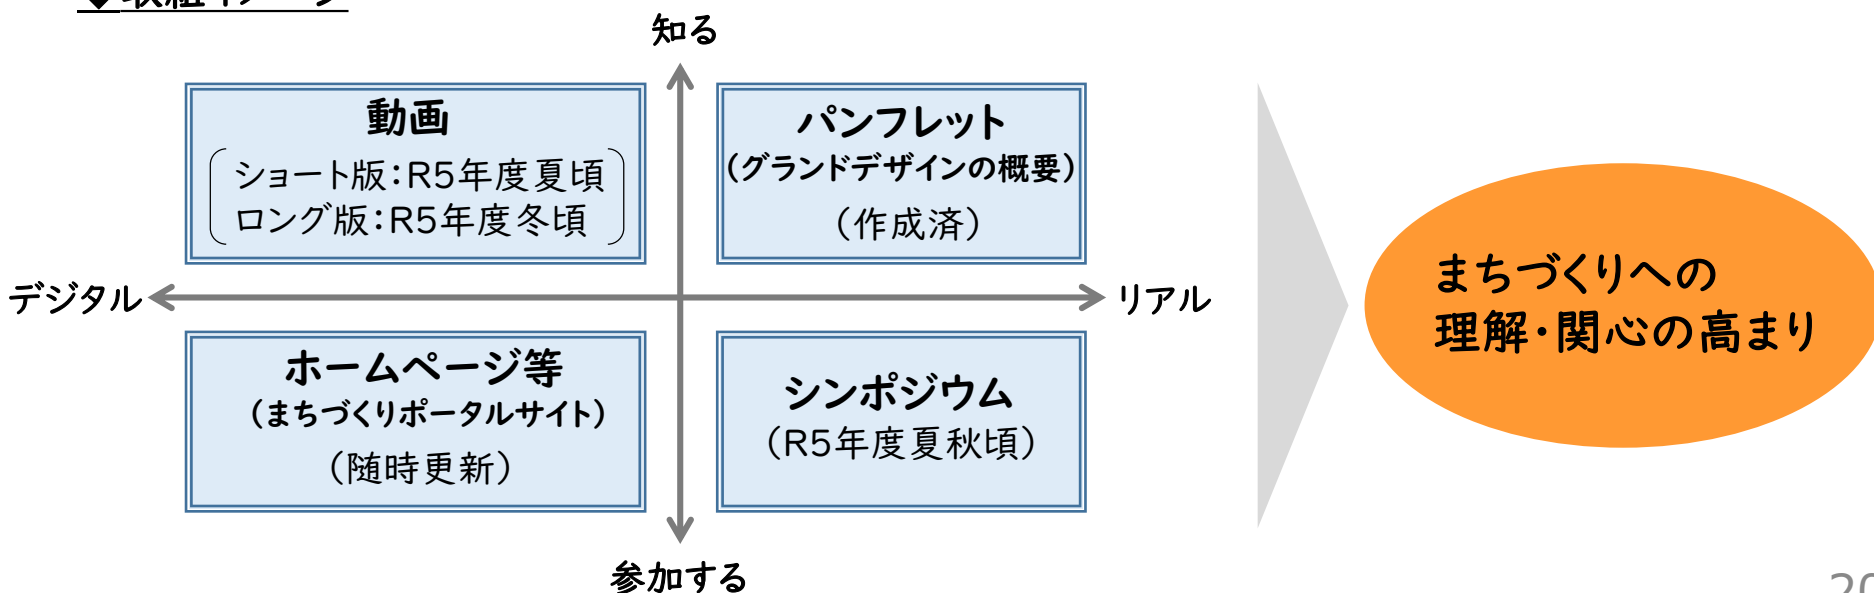 知る
動画
ショート版：R5年度夏頃
ロング版：R5年度冬頃
パンフレット
（グランドデザインの概要）
（作成済）
デジタル
リアル
ホームページ等
（まちづくりポータルサイト）
（随時更新）
シンポジウム
（R5年度夏秋頃）
参加する
まちづくりへの
理解・関心の高まり
20